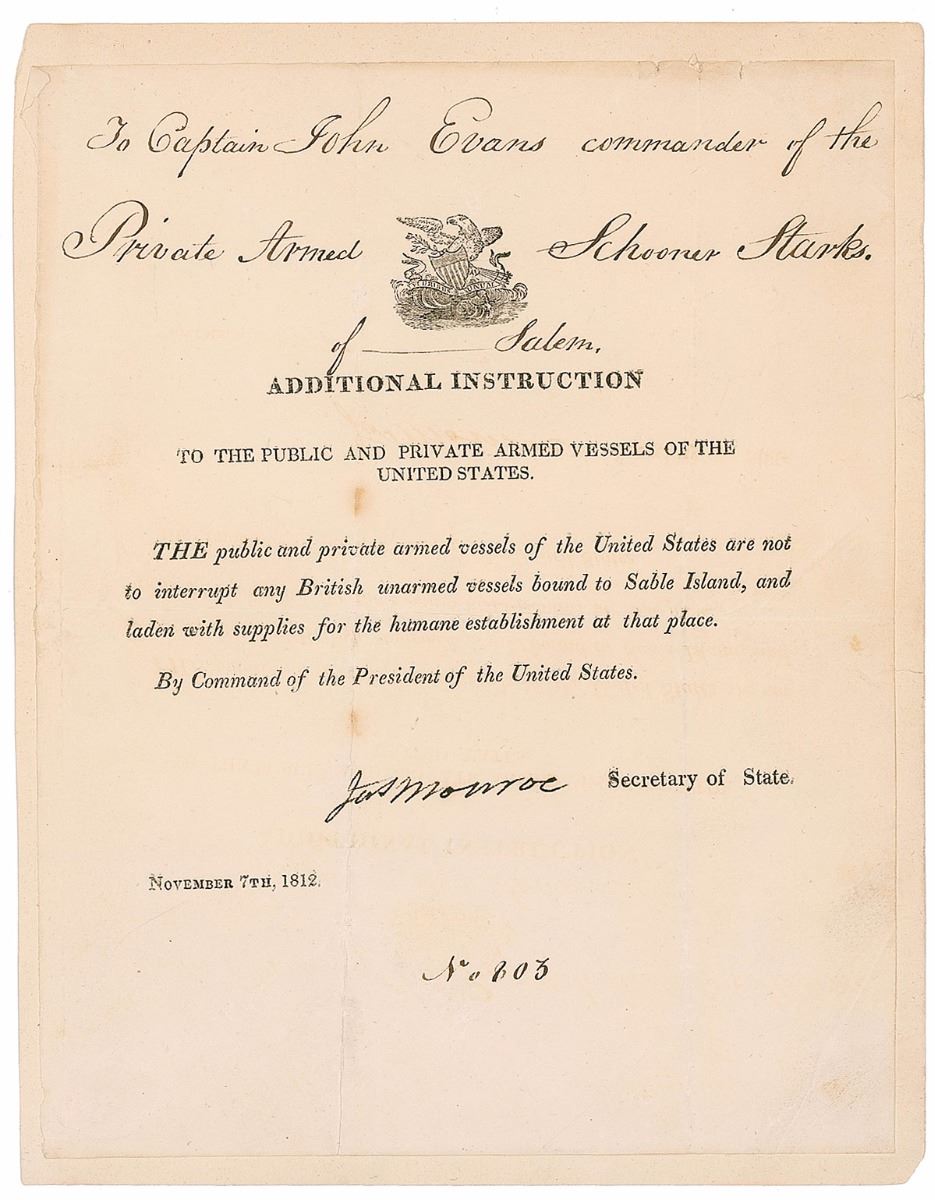 To Captain John Evans commander of the
Private Armed Schooner Starks.
of Salem.
ADDITIONAL INSTRUCTION
TO THE PUBLIC AND PRIVATE ARMED VESSELS OF THE
UNITED STATES.
THE public and private armed vessels of the United States are not
to interrupt any British unarmed vessels bound to Sable Island, and
laden with supplies for the humane establishment at that place.
By Command of the President of the United States.
Jas Monroe Secretary of State.
NOVEMBER 7TH, 1812.
No 803